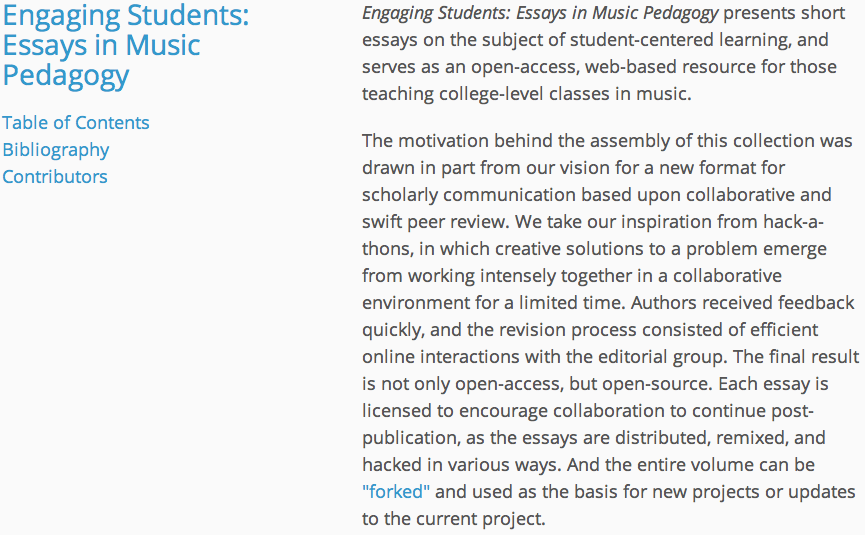 Engaging Students:
Essays in Music
Pedagogy
Table of Contents
Bibliography
Contributors
Engaging Students: Essays in Music Pedagogy presents short
essays on the subject of student-centered learning, and
serves as an open-access, web-based resource for those
teaching college-level classes in music.
The motivation behind the assembly of this collection was
drawn in part from our vision for a new format for
scholarly communication based upon collaborative and
swift peer review. We take our inspiration from hack-a-
thons, in which creative solutions to a problem emerge
from working intensely together in a collaborative
environment for a limited time. Authors received feedback
quickly, and the revision process consisted of efficient
online interactions with the editorial group. The final result
is not only open-access, but open-source. Each essay is
licensed to encourage collaboration to continue post-
publication, as the essays are distributed, remixed, and
hacked in various ways. And the entire volume can be
"forked" and used as the basis for new projects or updates
to the current project.